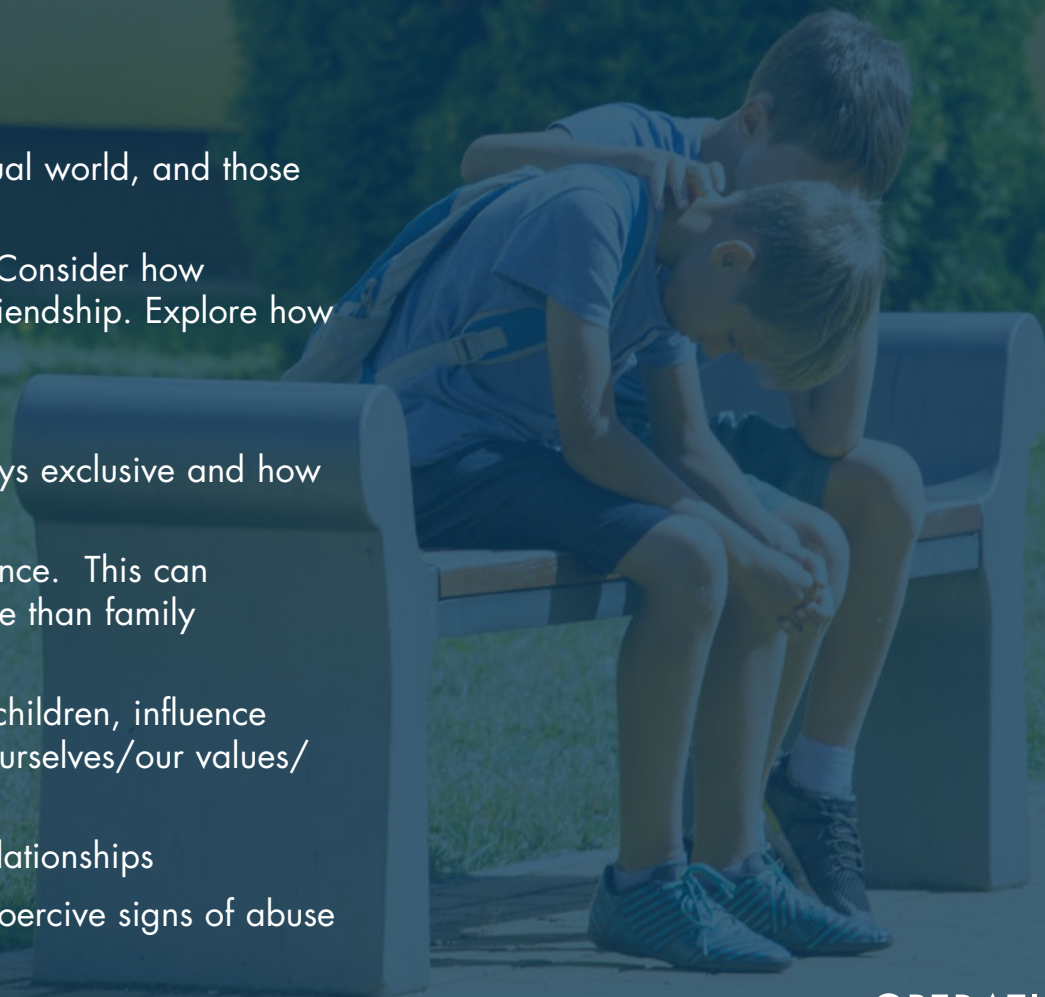 ual world, and those
Consider how
iendship. Explore how
ys exclusive and how
nce.  This can
e than family
children, influence
urselves/our values/
lationships
oercive signs of abuse